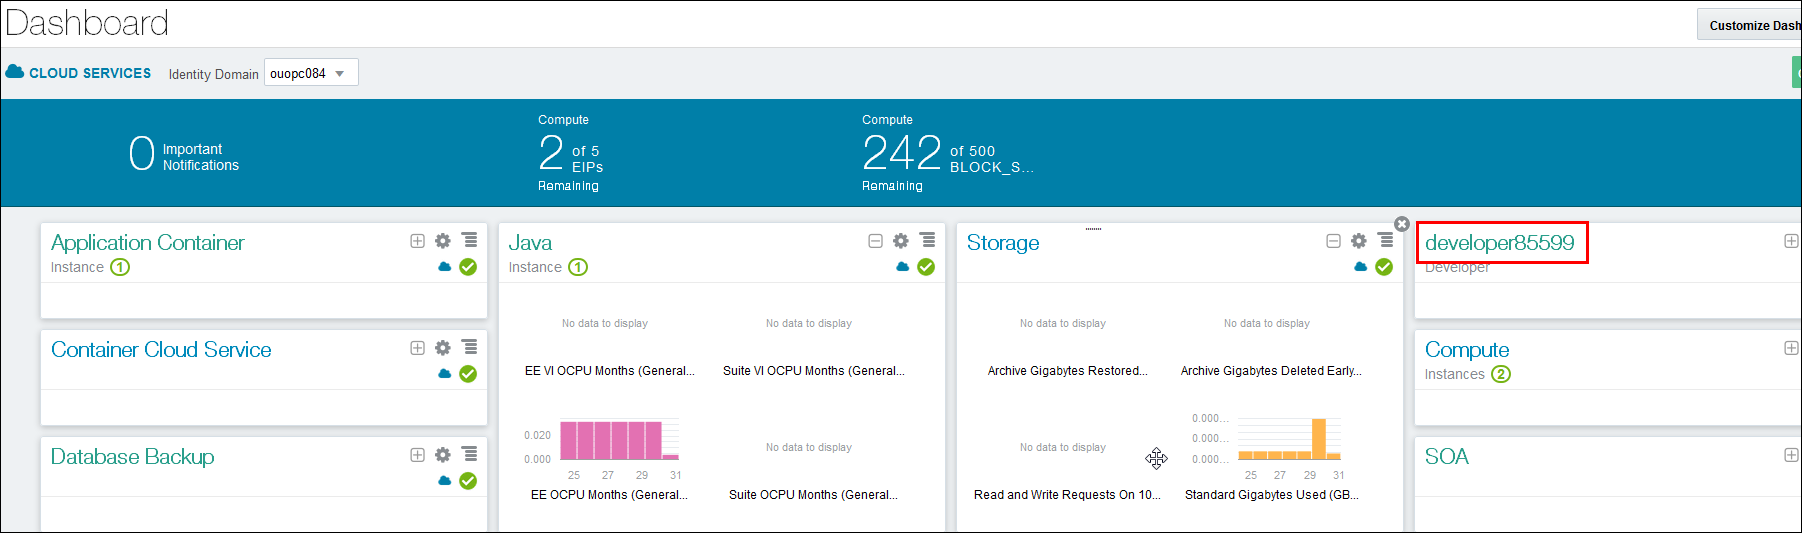 Dashboard
Customize Dash
CLOUD SERVICES Identity Domain ouopc084
0 Important Notifications
Compute
2 of 5 EIPs
Remaining
Compute
242 of 500 BLOCK_S...
Remaining
Application Container
Instance 1
Container Cloud Service
Database Backup
Java
Instance 1
No data to display No data to display
EE VI OCPU Months (General... Suite VI OCPU Months (General...
0.020
0.000
25 27 29 31
No data to display
EE OCPU Months (General... Suite OCPU Months (General...
Storage
No data to display No data to display
Archive Gigabytes Restored... Archive Gigabytes Deleted Early...
No data to display
0.000...
0.000...
0.000...
25 27 29 31
Read and Write Requests On 10... Standard Gigabytes Used (GB...
developer85599
Developer
Compute
Instances 2
SOA